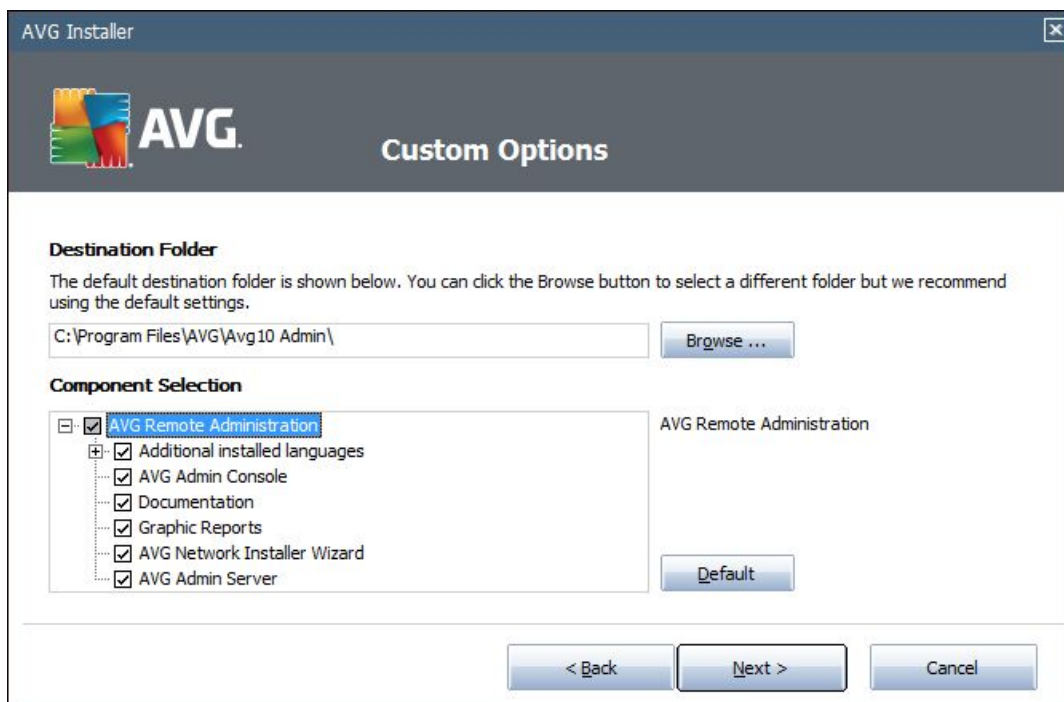 AVG Installer
AVG.
Custom Options
Destination Folder
The default destination folder is shown below. You can click the Browse button to select a different folder but we recommend
using the default settings.
C:\Program Files\AVG\Avg10 Admin\
Browse ...
Component Selection
AVG Remote Administration
AVG Remote Administration
Additional installed languages
AVG Admin Console
Documentation
Graphic Reports
AVG Network Installer Wizard
AVG Admin Server
Default
< Back
Next >
Cancel